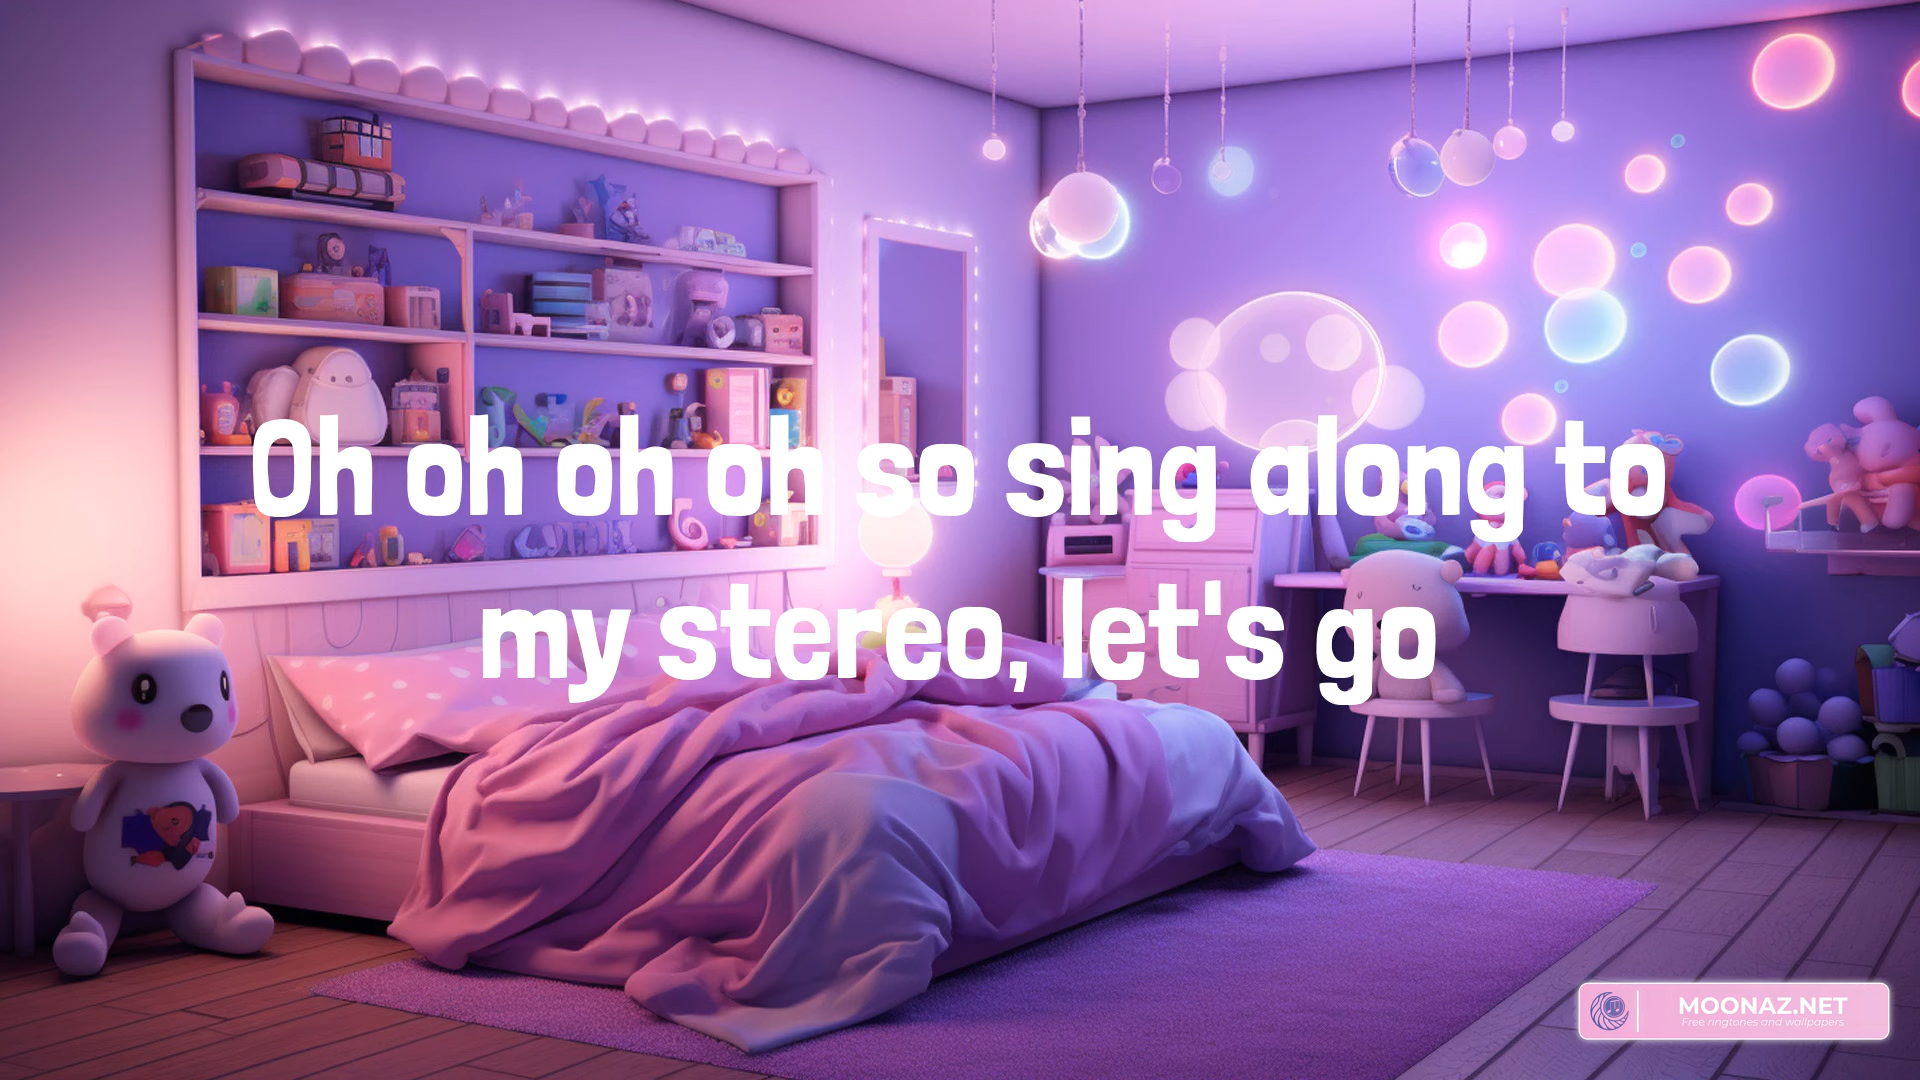 Oh oh oh oh so sing along to
my stereo, let's go
MOONAZ.NET
Free ringtones and wallpapers